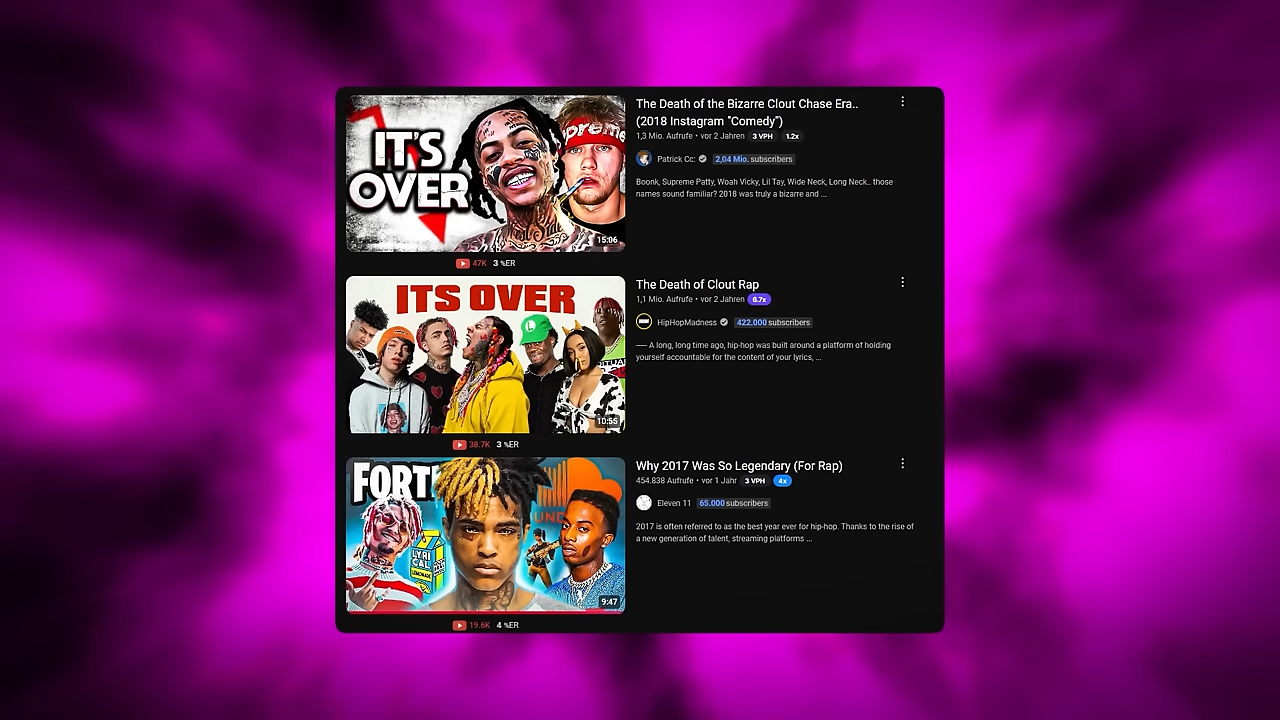 IT'S
OVER
15:06
The Death of the Bizarre Clout Chase Era..
(2018 Instagram "Comedy")
1,3 Mio. Aufrufe • vor 2 Jahren 3 VPH 1.2x
Patrick Cc: 2,04 Mio. subscribers
Boonk, Supreme Patty, Woah Vicky, Lil Tay, Wide Neck, Long Neck.. those
names sound familiar? 2018 was truly a bizarre and ...
47K 3 %ER
ITS OVER
10:55
The Death of Clout Rap
1,1 Mio. Aufrufe • vor 2 Jahren 6.7x
HipHopMadness 422.000 subscribers
── A long, long time ago, hip-hop was built around a platform of holding
yourself accountable for the content of your lyrics, ...
38.7K 3 %ER
FORT
LYRI
CAL
LEMONADE
UND
9:47
Why 2017 Was So Legendary (For Rap)
454.838 Aufrufe • vor 1 Jahr 3 VPH 4x
Eleven 11 65.000 subscribers
2017 is often referred to as the best year ever for hip-hop. Thanks to the rise of
a new generation of talent, streaming platforms ...
19.6K 4 %ER